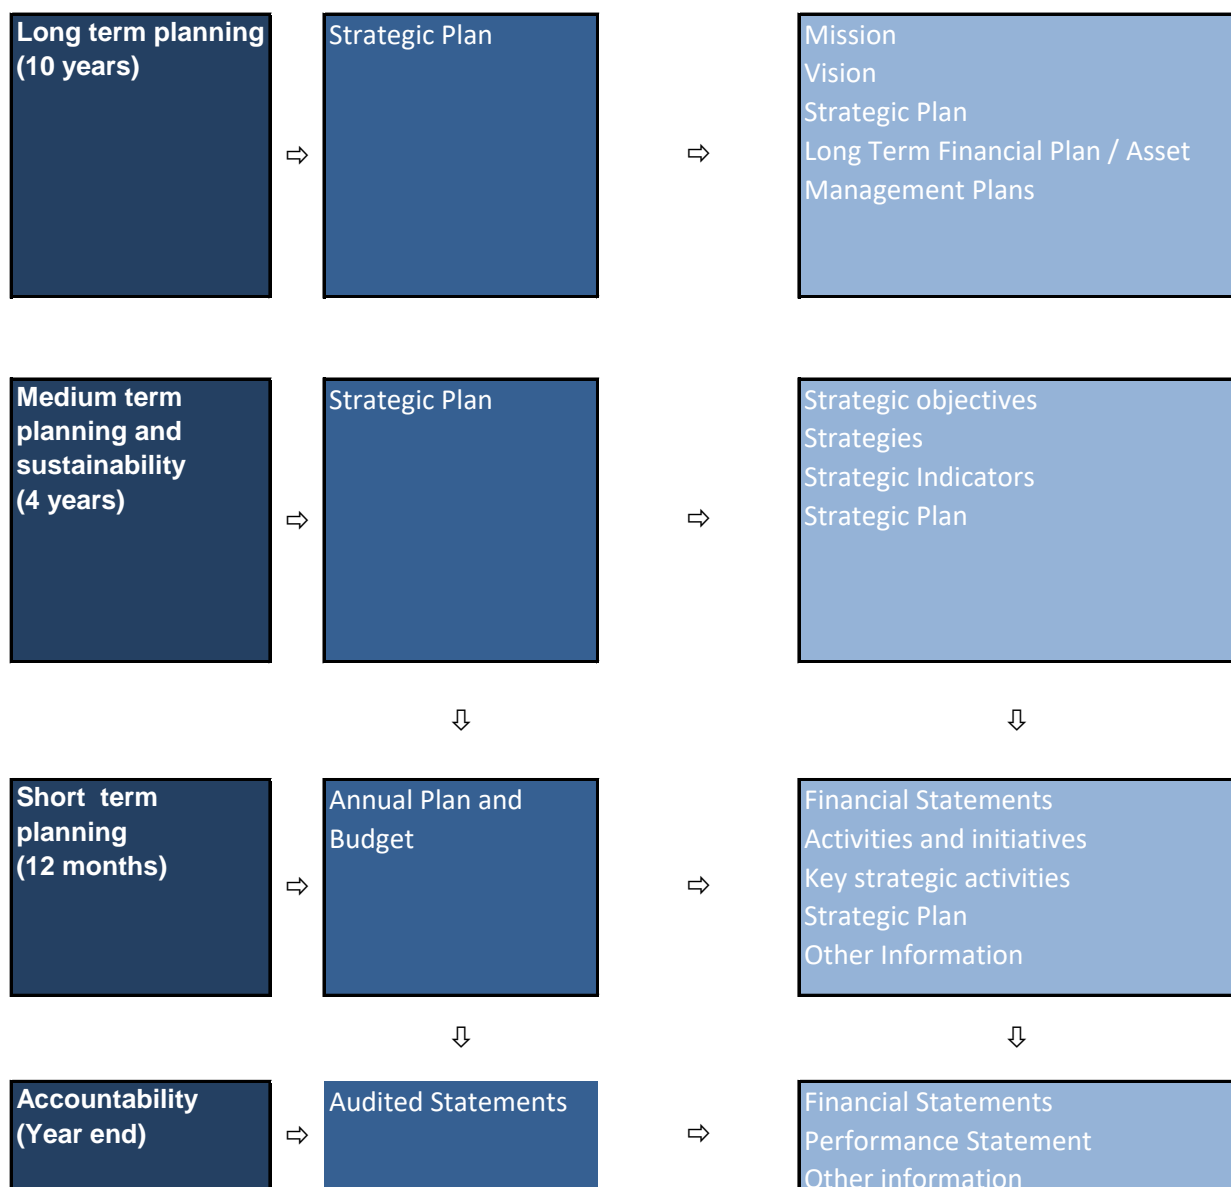 Long term planning
(10 years)
⇨
Strategic Plan
⇨
Mission
Vision
Strategic Plan
Long Term Financial Plan / Asset
Management Plans
Medium term
planning and
sustainability
(4 years)
⇨
Strategic Plan
⇨
Strategic objectives
Strategies
Strategic Indicators
Strategic Plan
⇩
⇩
Short  term
planning
(12 months)
⇨
Annual Plan and
Budget
⇨
Financial Statements
Activities and initiatives
Key strategic activities
Strategic Plan
Other Information
⇩
⇩
Accountability
(Year end)
⇨
Audited Statements
⇨
Financial Statements
Performance Statement
Other information